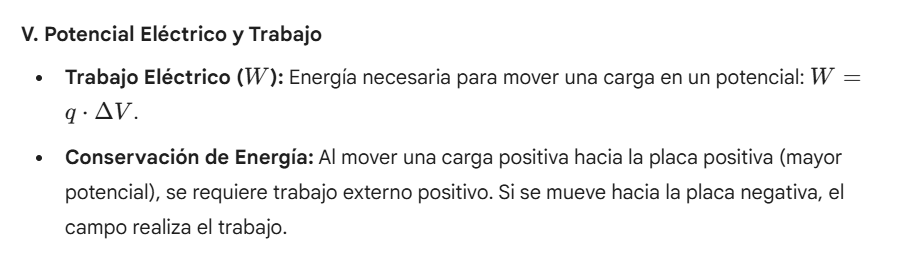 V. Potencial Eléctrico y Trabajo
• Trabajo Eléctrico (W): Energía necesaria para mover una carga en un potencial: W =
q · ΔV.
• Conservación de Energía: Al mover una carga positiva hacia la placa positiva (mayor
potencial), se requiere trabajo externo positivo. Si se mueve hacia la placa negativa, el
campo realiza el trabajo.